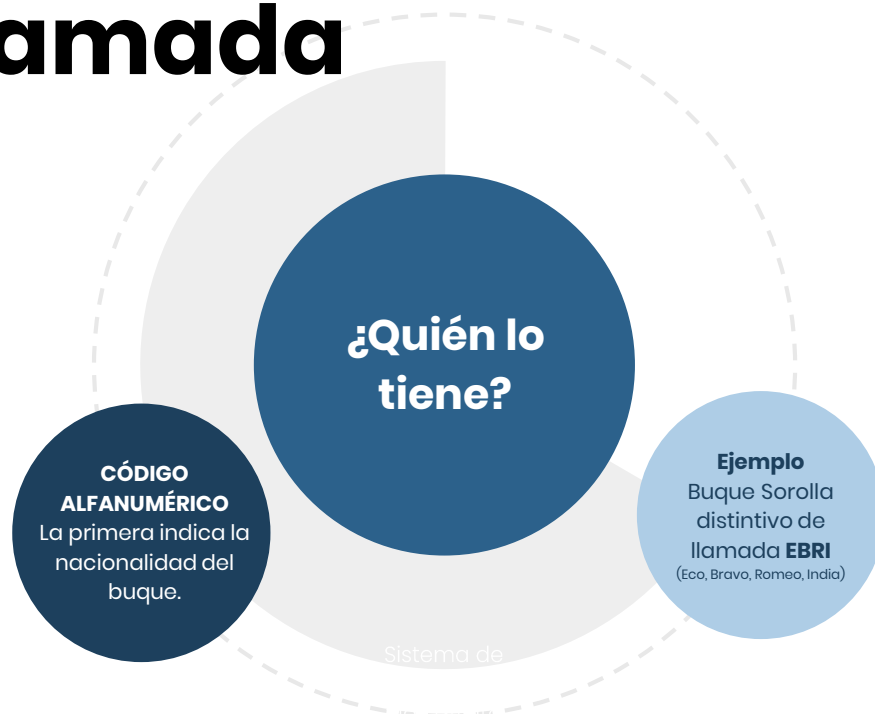 amada
¿Quién lo
tiene?
CÓDIGO
ALFANUMÉRICO
La primera indica la
nacionalidad del
buque.
Ejemplo
Buque Sorolla
distintivo de
llamada EBRI
(Eco, Bravo, Romeo, India)
Sistema de